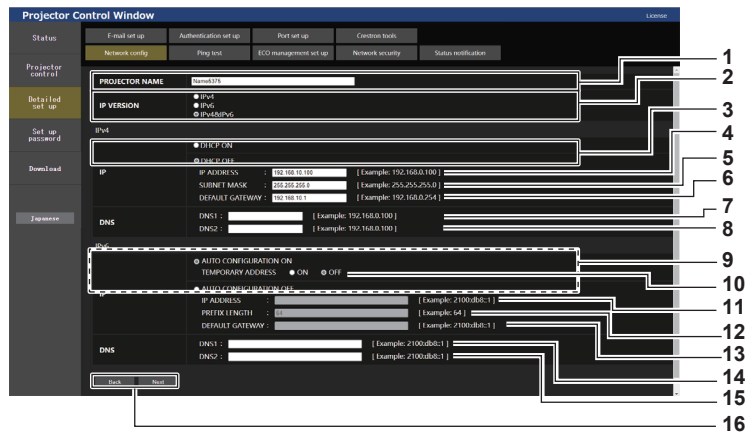 Projector Control Window License
Status E-mail set up Authentication set up Port set up Crestron tools
Network config Ping test ECO management set up Network security Status notification
Projector
control
Detailed
set up
Set up
password
Download
Japanese
PROJECTOR NAME Name6376
IP VERSION IPv4
IPv6
IPv4&IPv6
IPv4
DHCP ON
DHCP OFF
IP IP ADDRESS : 192.168.10.100 [ Example: 192.168.0.100 ]
SUBNET MASK : 255.255.255.0 [ Example: 255.255.255.0 ]
DEFAULT GATEWAY : 192.168.10.1 [ Example: 192.168.0.254 ]
DNS DNS1 : [ Example: 192.168.0.100 ]
DNS2 : [ Example: 192.168.0.100 ]
IPv6
AUTO CONFIGURATION ON
TEMPORARY ADDRESS ON OFF
AUTO CONFIGURATION OFF
IP IP ADDRESS : [ Example: 2100:db8::1 ]
PREFIX LENGTH : 64 [ Example: 64 ]
DEFAULT GATEWAY : [ Example: 2100:db8::1 ]
DNS DNS1 : [ Example: 2100:db8::1 ]
DNS2 : [ Example: 2100:db8::1 ]
Back Next
1
2
3
4
5
6
7
8
9
10
11
12
13
14
15
16